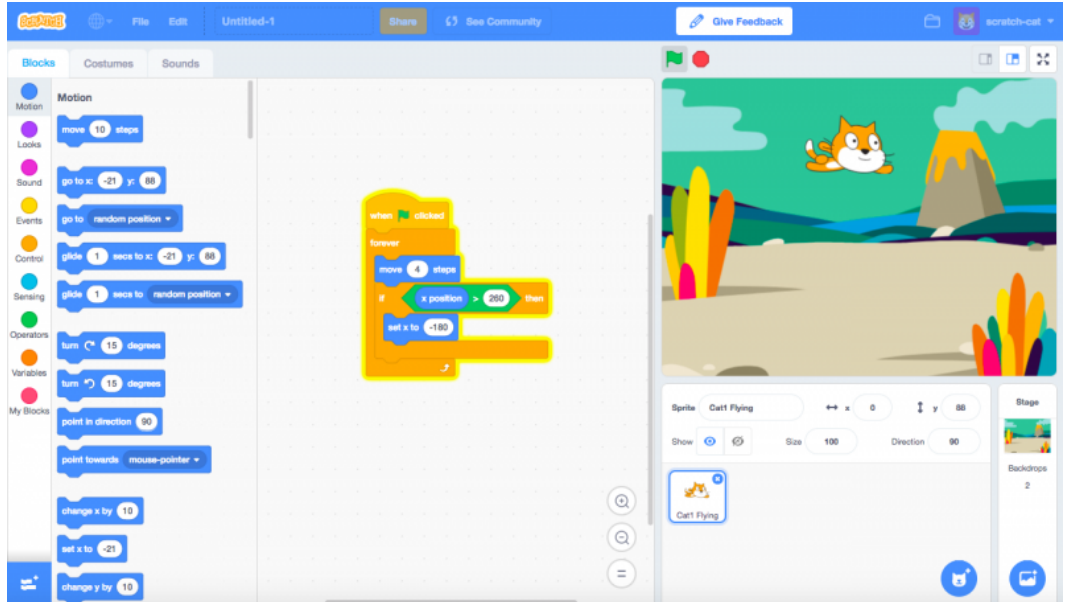 SCRATCH File Edit Untitled-1 Share See Community Give Feedback scratch-cat
Blocks Costumes Sounds
Motion
Looks
Sound
Events
Control
Sensing
Operators
Variables
My Blocks
Motion
move 10 steps
go to x: -21 y: 88
go to random position
glide 1 secs to x: -21 y: 88
glide 1 secs to random position
turn 15 degrees
turn 15 degrees
point in direction 90
point towards mouse-pointer
change x by 10
set x to -21
change y by 10
when clicked
forever
move 4 steps
if x position > 260 then
set x to -180
Sprite Cat1 Flying x 0 y 88
Show Size 100 Direction 90
Cat1 Flying
Stage
Backdrops
2